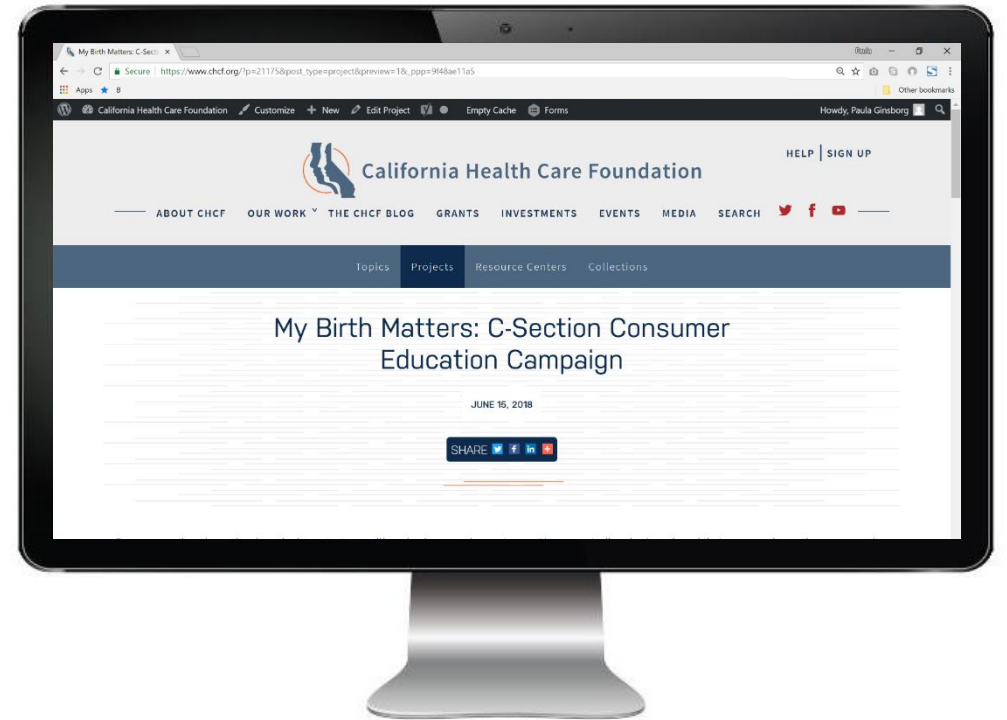 My Birth Matters: C-Secti
Secure https://www.chcf.org/?p=21175&post_type=project&preview=1&_ppp=9f48ae11a5
Apps 8 Other bookmarks
California Health Care Foundation Customize + New Edit Project Empty Cache Forms Howdy, Paula Ginsborg
HELP | SIGN UP
California Health Care Foundation
ABOUT CHCF OUR WORK THE CHCF BLOG GRANTS INVESTMENTS EVENTS MEDIA SEARCH
Topics Projects Resource Centers Collections
My Birth Matters: C-Section Consumer
Education Campaign
JUNE 15, 2018
SHARE